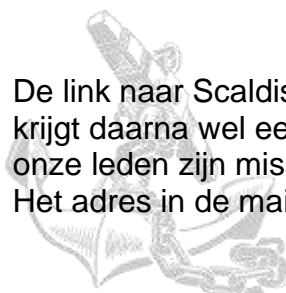 De link naar Scaldis
krijgt daarna wel ee
onze leden zijn mis
Het adres in de mai